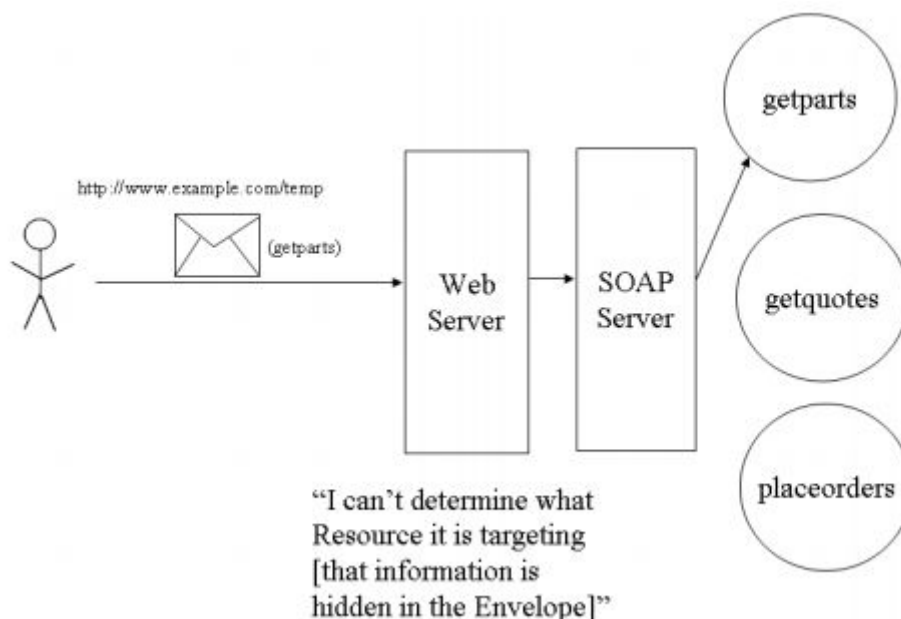 getparts
http://www.example.com/temp
(getparts)
Web
Server
SOAP
Server
getquotes
placeorders
“I can’t determine what
Resource it is targeting
[that information is
hidden in the Envelope]”